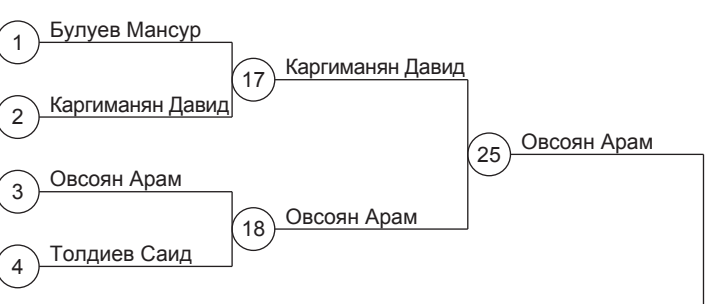 1 Булуев Мансур
17 Каргиманян Давид
2 Каргиманян Давид
25 Овсоян Арам
3 Овсоян Арам
18 Овсоян Арам
4 Толдиев Саид